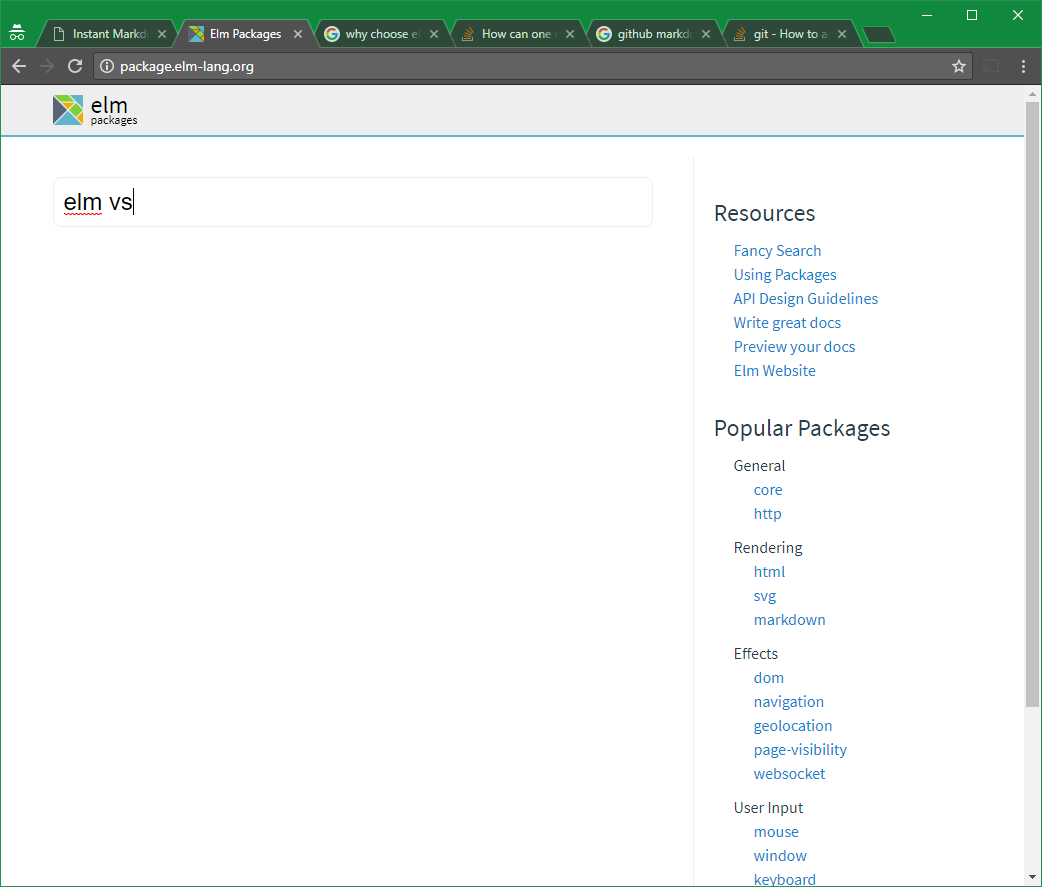 Instant Markd
Elm Packages
why choose el
How can one
github markdo
git - How to a
package.elm-lang.org
elm
packages
elm vs
Resources
Fancy Search
Using Packages
API Design Guidelines
Write great docs
Preview your docs
Elm Website
Popular Packages
General
core
http
Rendering
html
svg
markdown
Effects
dom
navigation
geolocation
page-visibility
websocket
User Input
mouse
window
keyboard